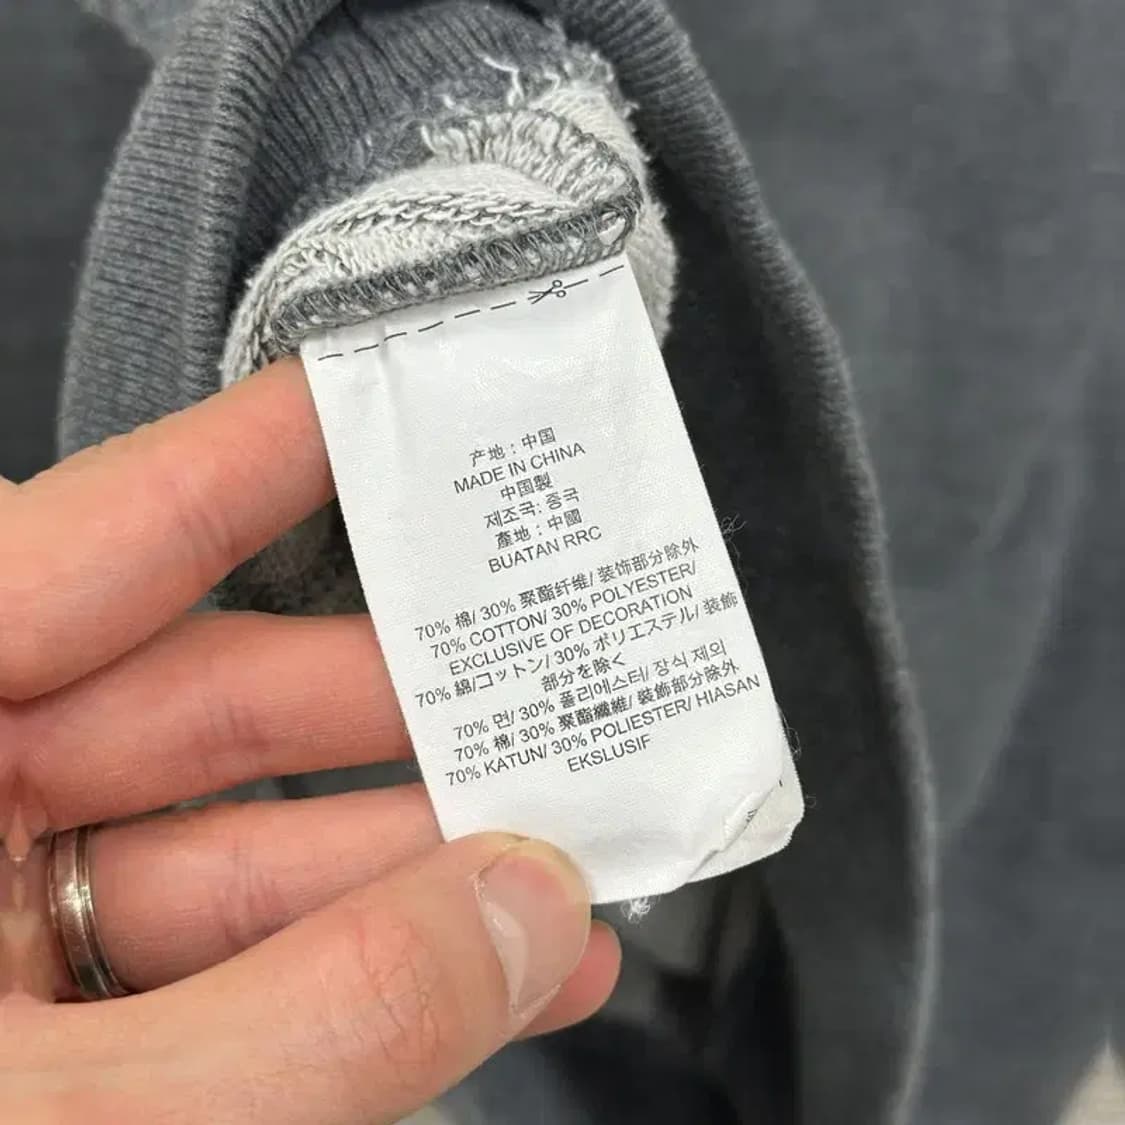 产地：中国
MADE IN CHINA
中国製
제조국: 중국
產地：中國
BUATAN RRC
70% 棉/ 30% 聚酯纤维/ 装饰部分除外
70% COTTON/ 30% POLYESTER/
EXCLUSIVE OF DECORATION
70% 綿/コットン/ 30% ポリエステル/ 装飾
部分を除く
70% 면/ 30% 폴리에스터/ 장식 제외
70% 棉/ 30% 聚酯纖維/ 裝飾部分除外
70% KATUN/ 30% POLIESTER/ HIASAN
EKSLUSIF